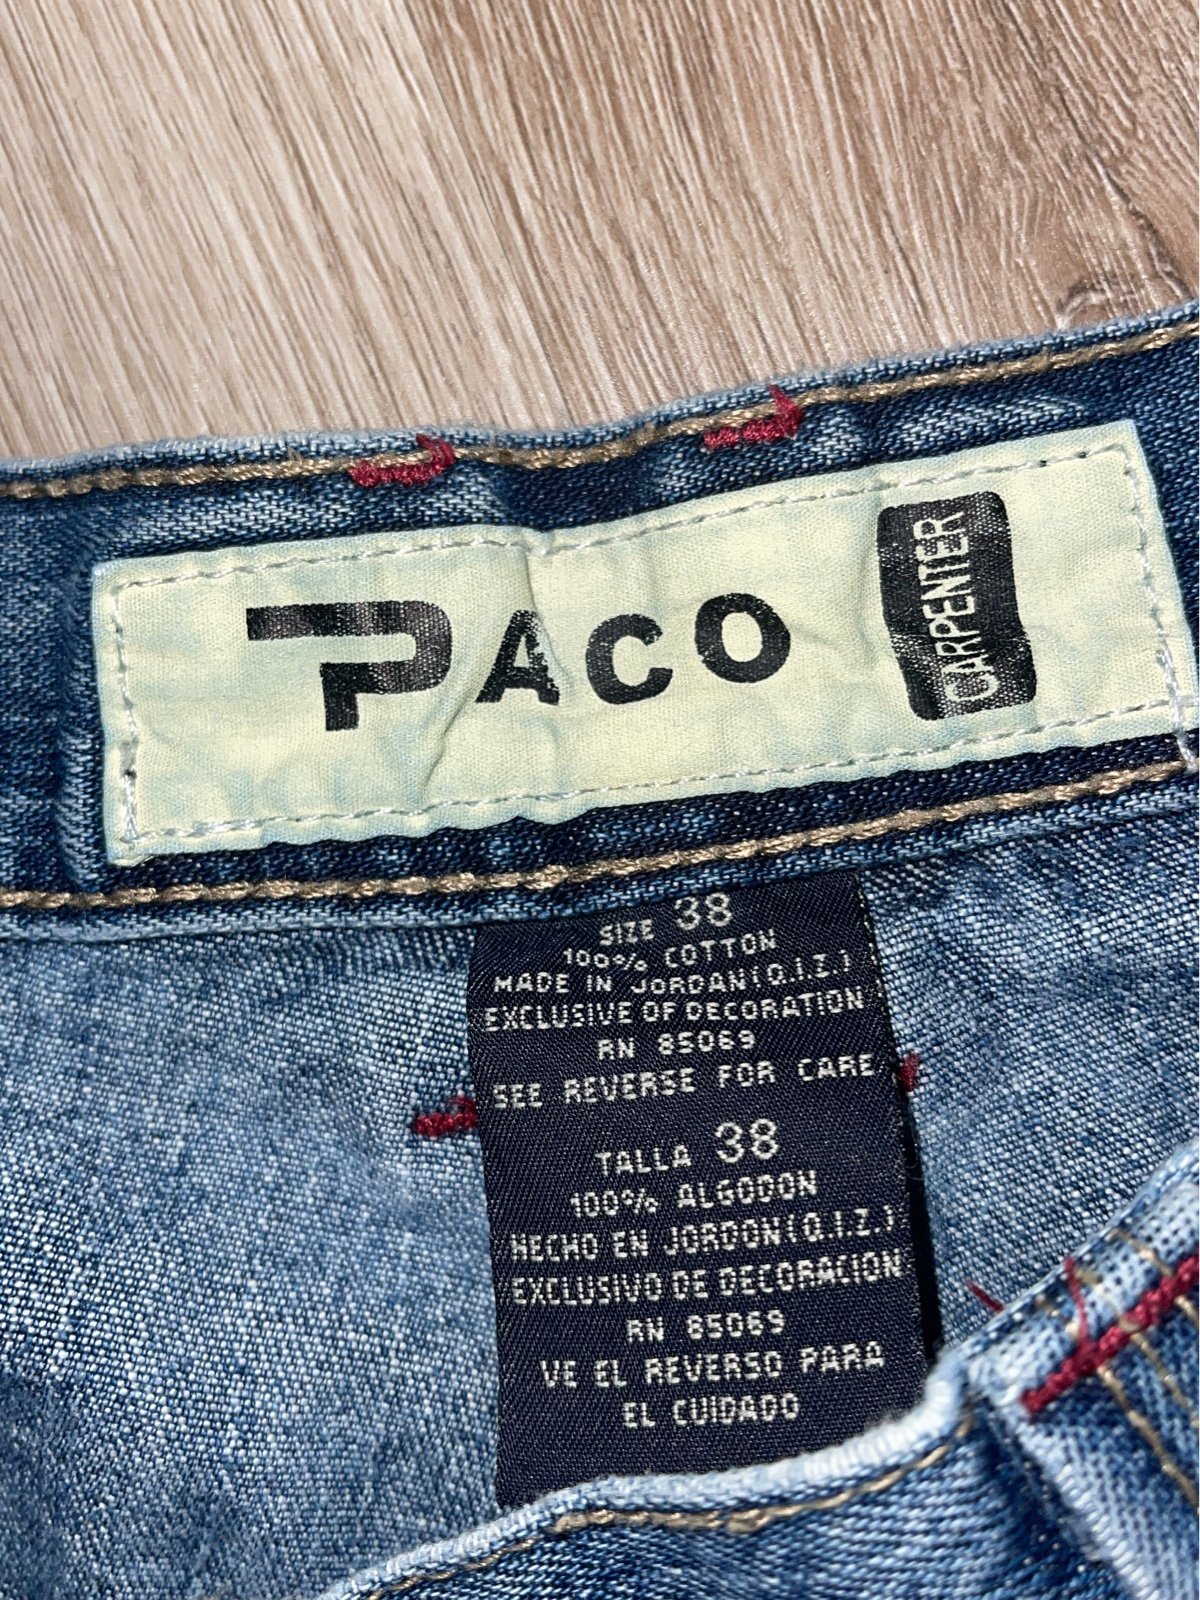 PACO
CARPENTER
SIZE 38
100% COTTON
MADE IN JORDAN(Q.I.Z.)
EXCLUSIVE OF DECORATION
RN 85069
SEE REVERSE FOR CARE
TALLA 38
100% ALGODON
HECHO EN JORDON(Q.I.Z.)
EXCLUSIVO DE DECORACION
RN 85069
VE EL REVERSO PARA
EL CUIDADO